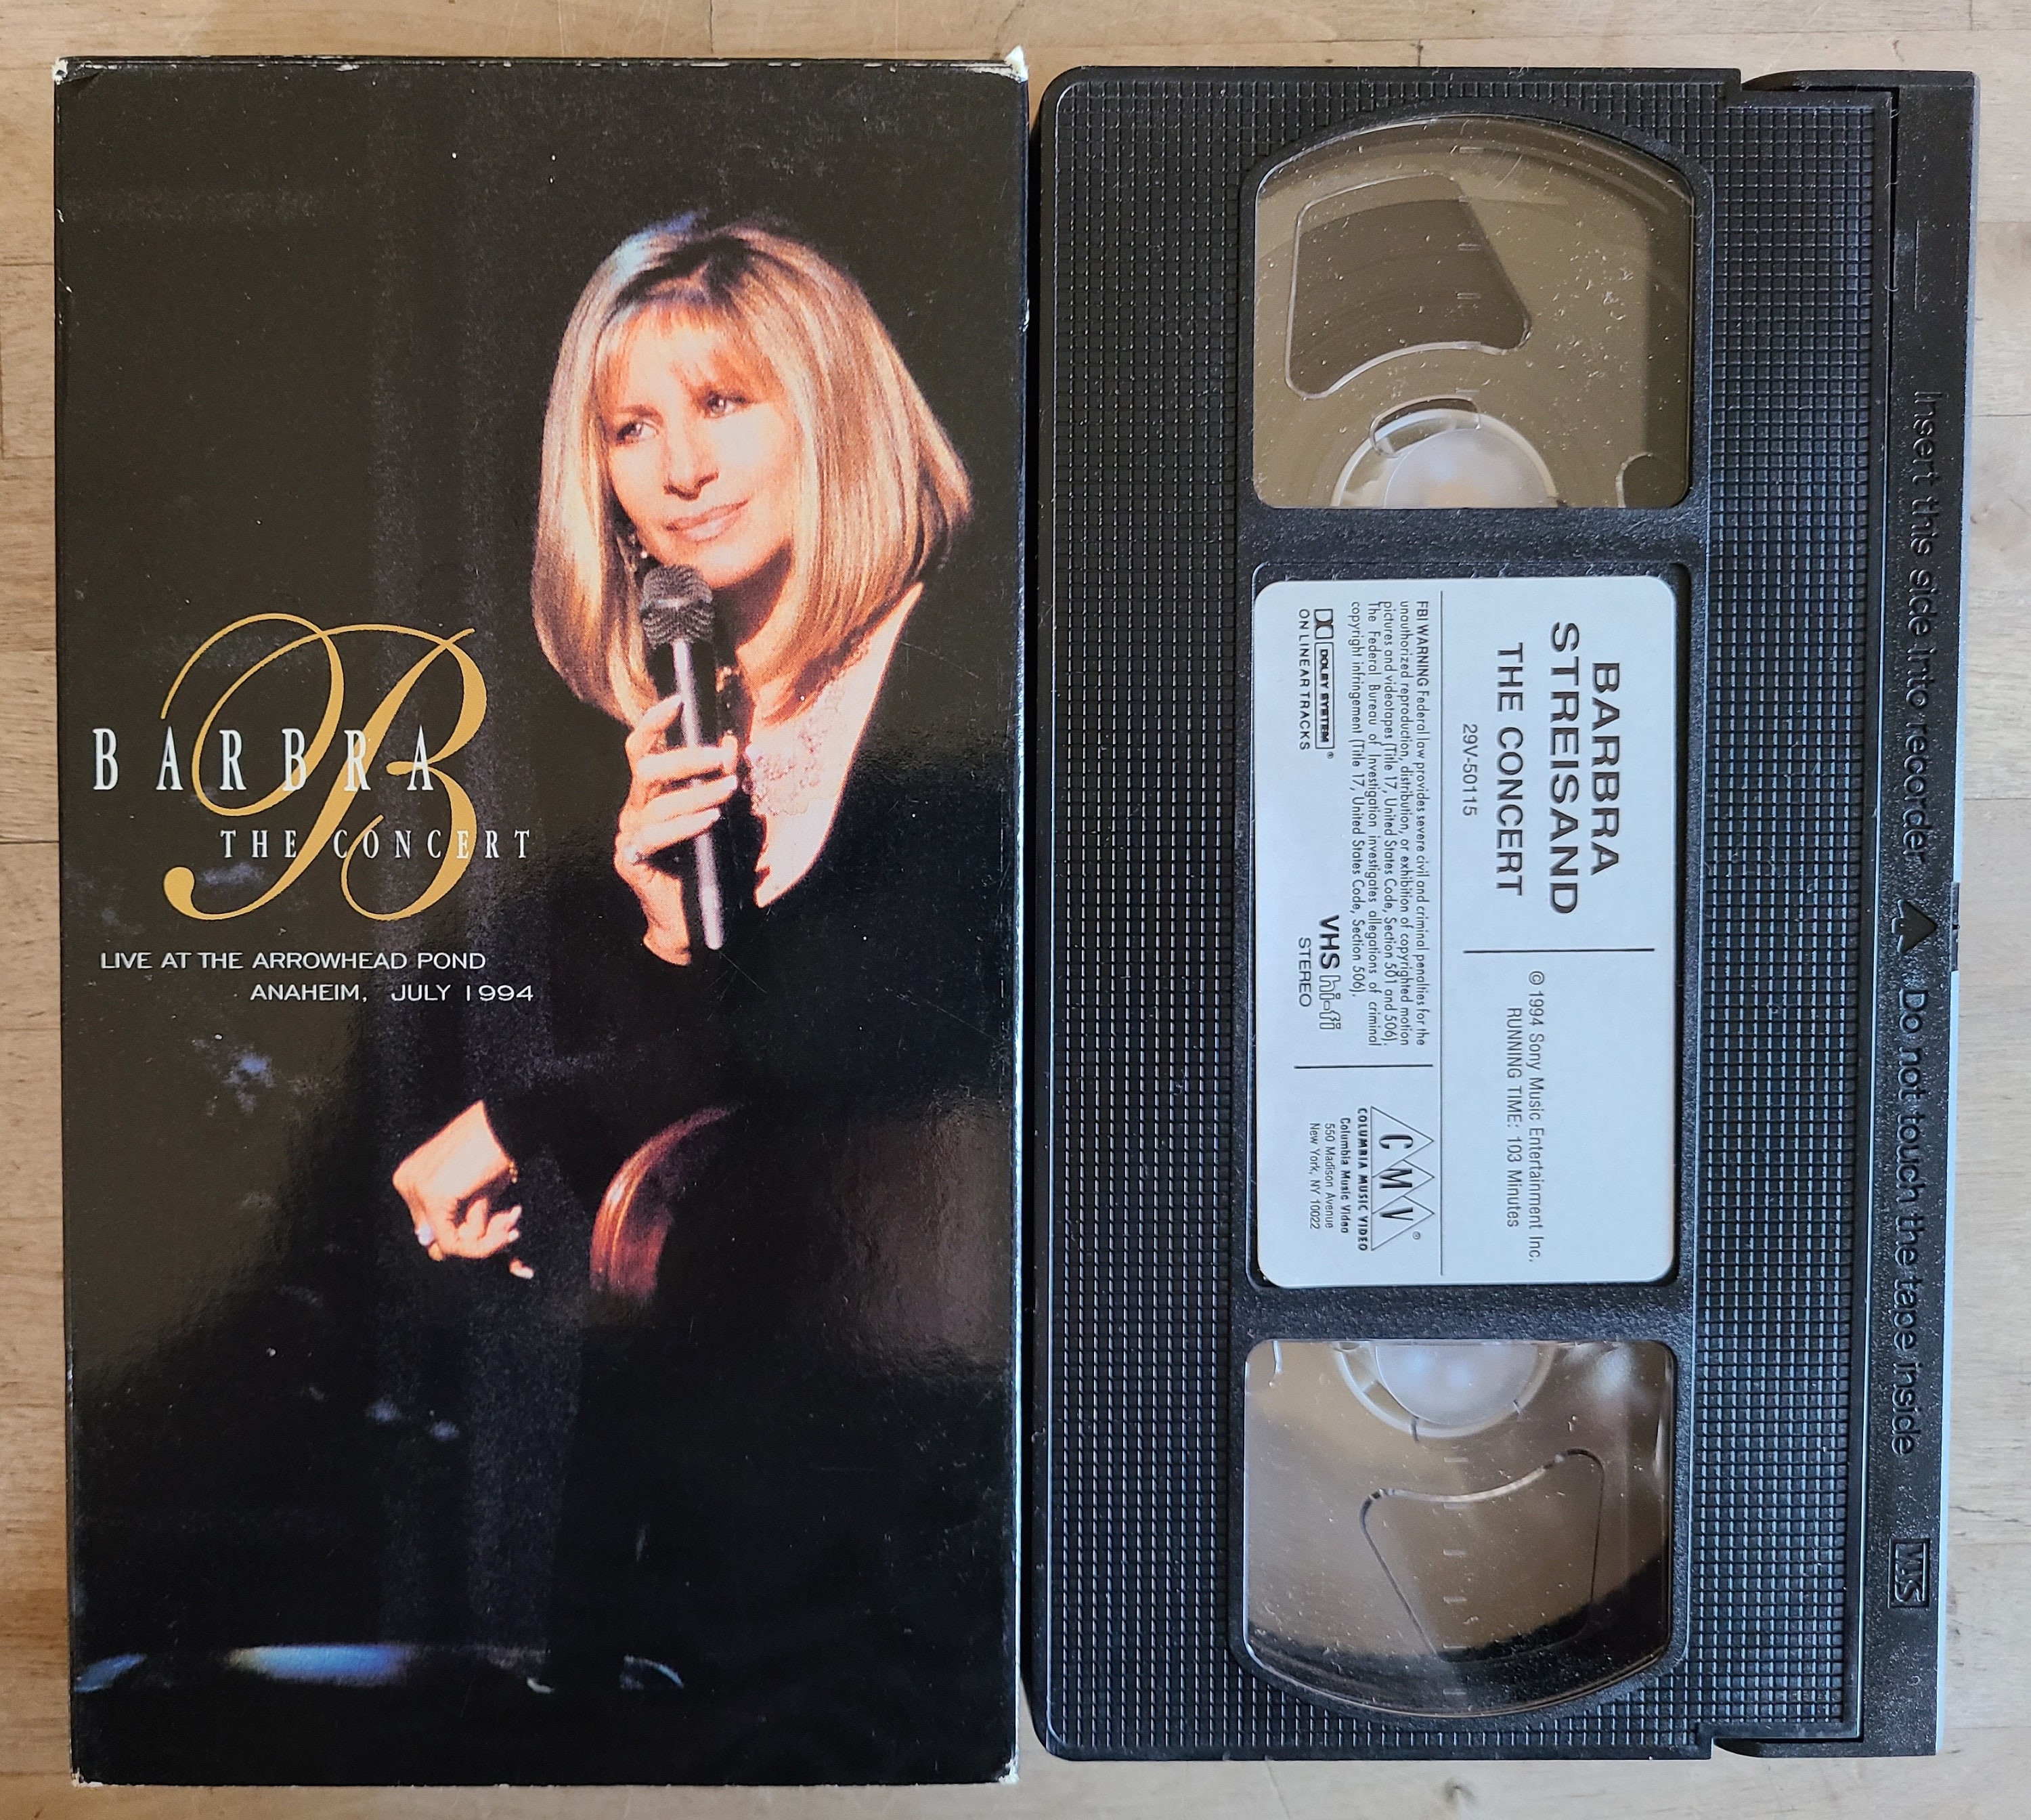 B
BARBRA
THE CONCERT
LIVE AT THE ARROWHEAD POND
ANAHEIM, JULY 1994
BARBRA
STREISAND
THE CONCERT
29V-50115
© 1994 Sony Music Entertainment Inc.
RUNNING TIME: 103 Minutes
FBI WARNING Federal law provides severe civil and criminal penalties for the
unauthorized reproduction, distribution, or exhibition of copyrighted motion
pictures and videotapes (Title 17, United States Code, Section 501 and 506).
The Federal Bureau of Investigation investigates allegations of criminal
copyright infringement (Title 17, United States Code, Section 506).
DOLBY SYSTEM®
ON LINEAR TRACKS
VHS hi-fi
STEREO
CMV®
COLUMBIA MUSIC VIDEO
Columbia Music Video
550 Madison Avenue
New York, NY 10022
Insert this side into recorder Do not touch the tape inside
VHS